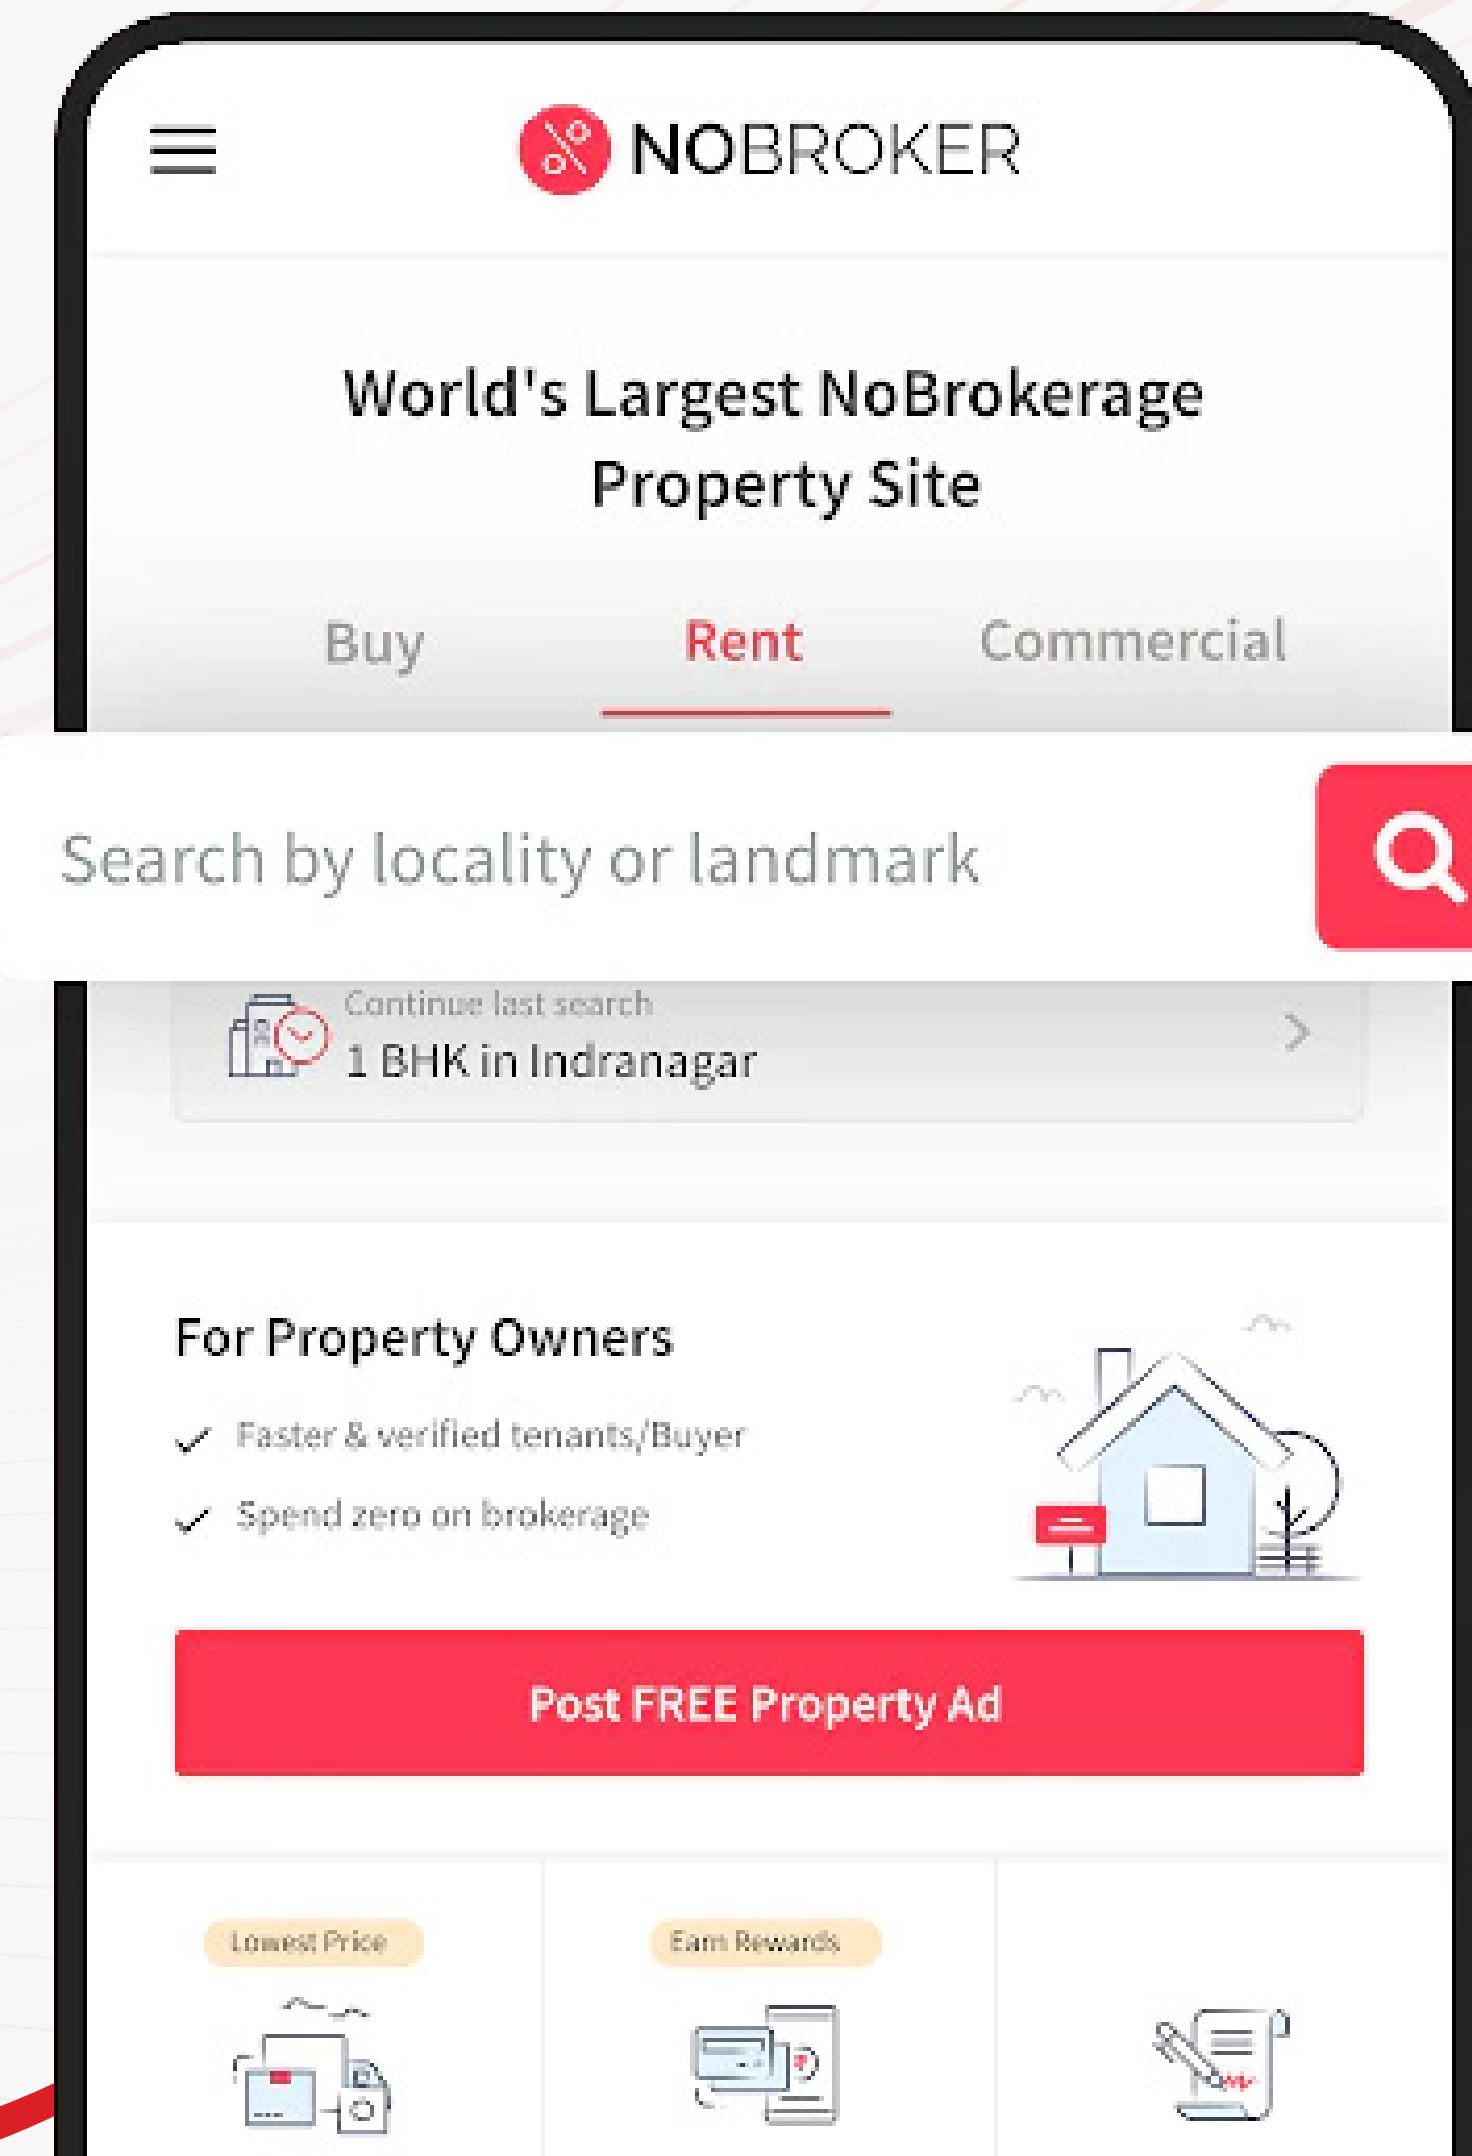 NOBROKER
World's Largest NoBrokerage
Property Site
Buy Rent Commercial
Search by locality or landmark
Continue last search
1 BHK in Indranagar
For Property Owners
Faster & verified tenants/Buyer
Spend zero on brokerage
Post FREE Property Ad
Lowest Price Earn Rewards